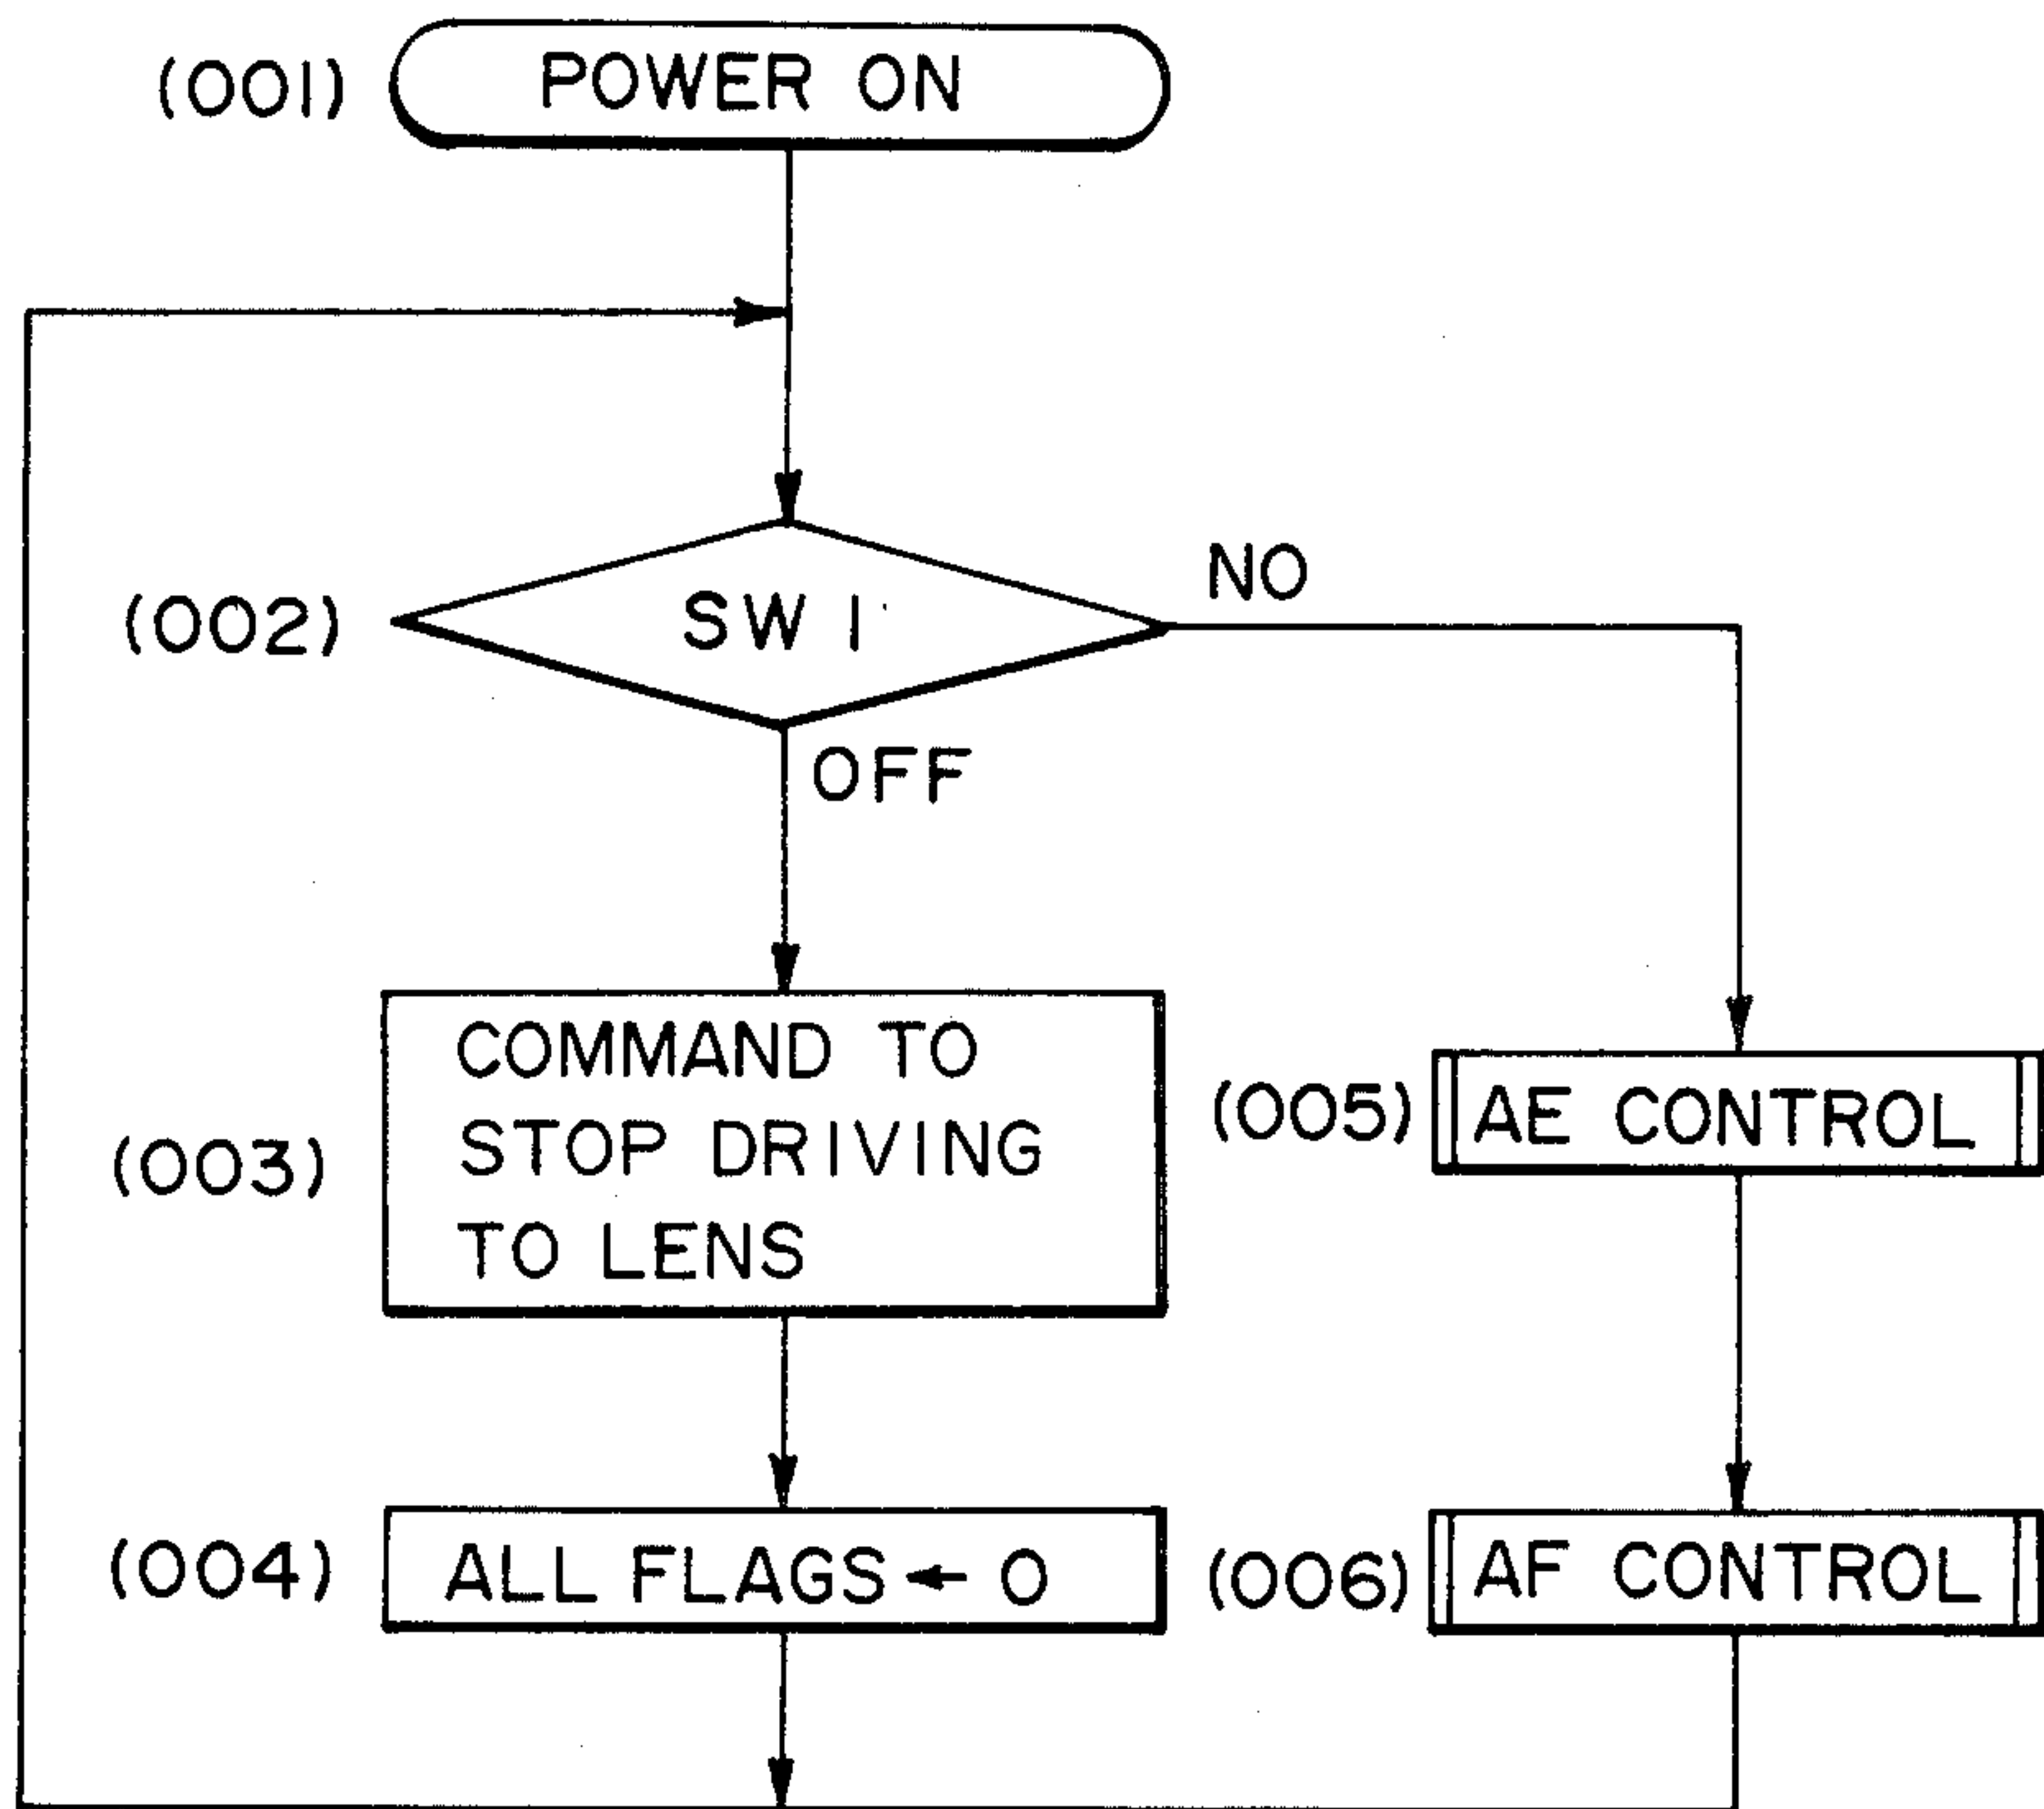 (001) POWER ON
(002) SW 1
NO
OFF
(003)
COMMAND TO
STOP DRIVING
TO LENS
(005) AE CONTROL
(004) ALL FLAGS ← 0
(006) AF CONTROL